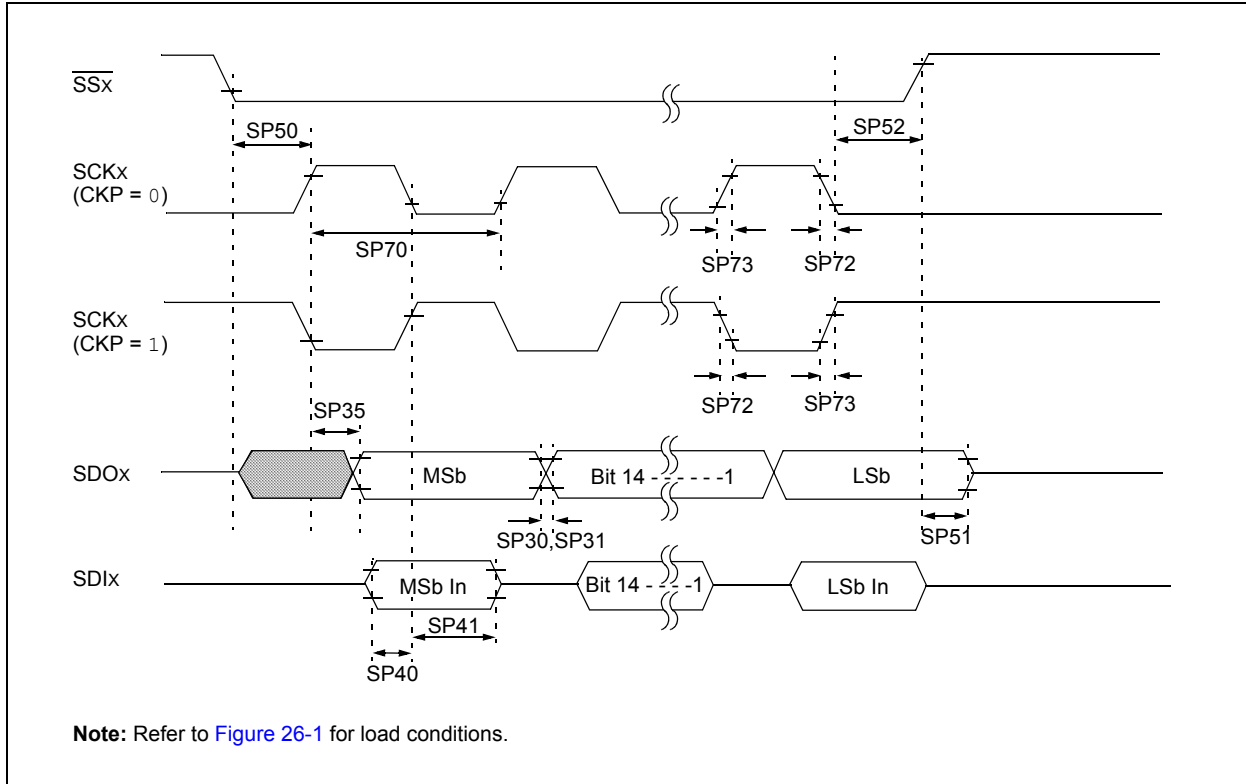 SSx
SP50
SP52
SCKx
(CKP = 0)
SP70
SP73
SP72
SCKx
(CKP = 1)
SP72
SP73
SP35
SDOx
MSb
Bit 14 - - - - - -1
LSb
SP30,SP31
SP51
SDIx
MSb In
Bit 14 - - - -1
LSb In
SP41
SP40
Note: Refer to Figure 26-1 for load conditions.